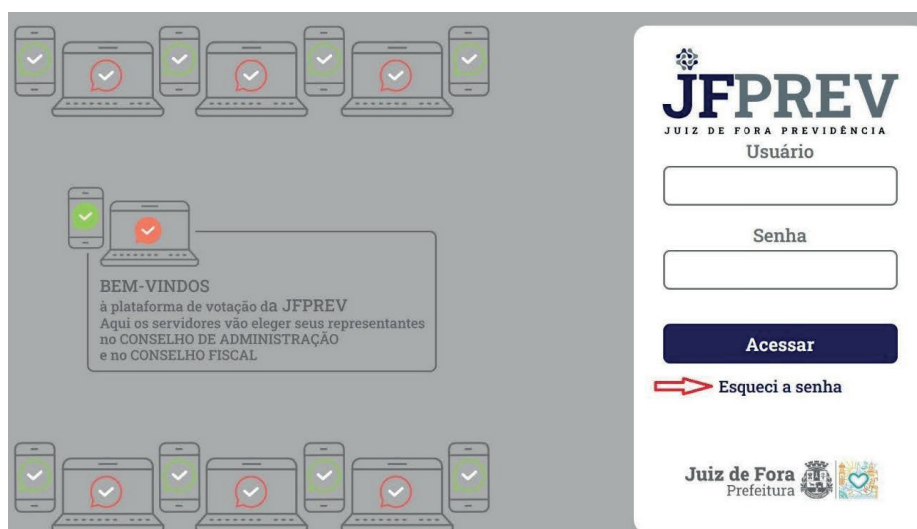 BEM-VINDOS
à plataforma de votação da JFPREV
Aqui os servidores vão eleger seus representantes
no CONSELHO DE ADMINISTRAÇÃO
e no CONSELHO FISCAL
JFPREV
JUIZ DE FORA PREVIDÊNCIA
Usuário
Senha
Acessar
Esqueci a senha
Juiz de Fora
Prefeitura